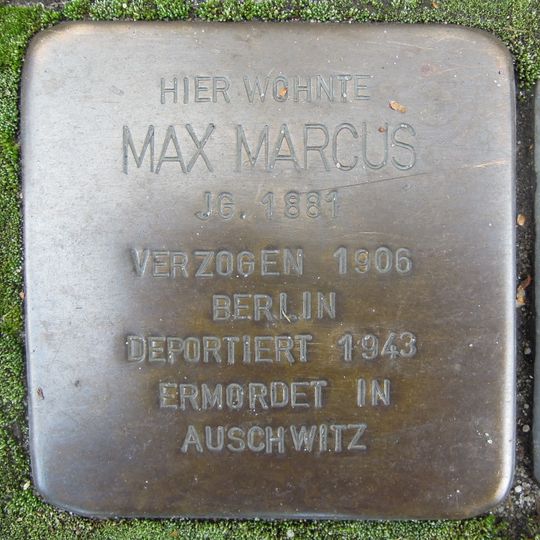 HIER WOHNTE
MAX MARCUS
JG. 1881
VERZOGEN 1906
BERLIN
DEPORTIERT 1943
ERMORDET IN
AUSCHWITZ